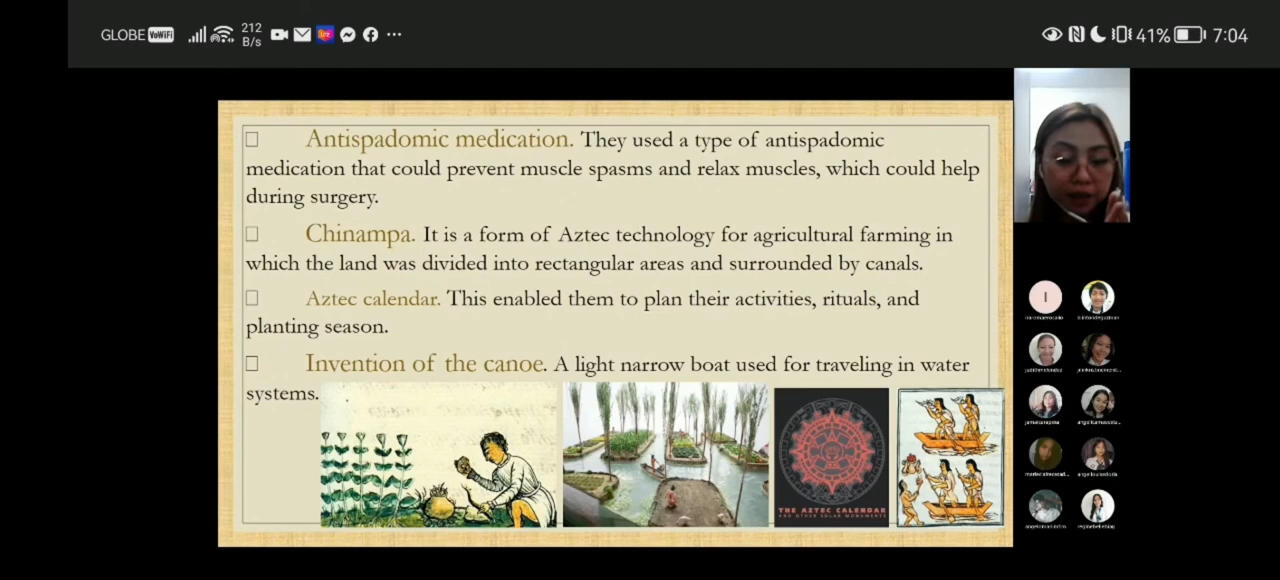 GLOBE VoWiFi 212 B/s 41% 7:04
Antispadomic medication. They used a type of antispadomic
medication that could prevent muscle spasms and relax muscles, which could help
during surgery.
Chinampa. It is a form of Aztec technology for agricultural farming in
which the land was divided into rectangular areas and surrounded by canals.
Aztec calendar. This enabled them to plan their activities, rituals, and
planting season.
Invention of the canoe. A light narrow boat used for traveling in water
systems.
THE AZTEC CALENDAR
AND OTHER SOLAR MONUMENTS
I